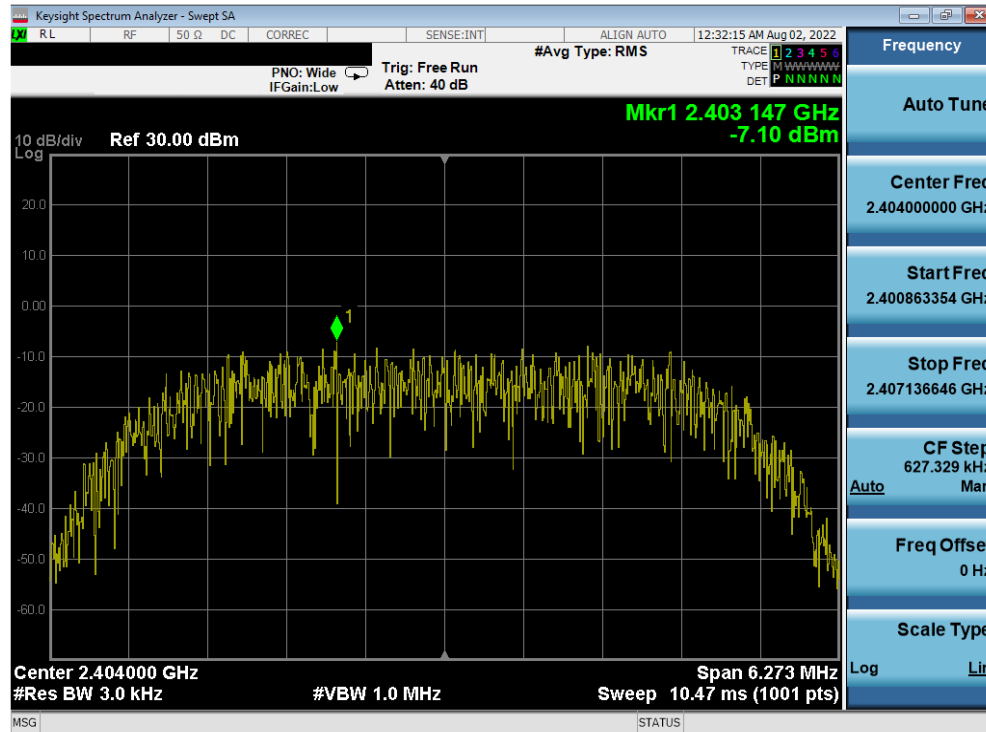 Keysight Spectrum Analyzer - Swept SA
LXI RL RF 50 Ω DC CORREC SENSE:INT ALIGN AUTO 12:32:15 AM Aug 02, 2022
#Avg Type: RMS TRACE 1 2 3 4 5 6
PNO: Wide Trig: Free Run TYPE MWWWWW
IFGain:Low Atten: 40 dB DET P N N N N N
Mkr1 2.403 147 GHz
-7.10 dBm
10 dB/div Ref 30.00 dBm
Log
20.0
10.0
0.00
1
-10.0
-20.0
-30.0
-40.0
-50.0
-60.0
Center 2.404000 GHz Span 6.273 MHz
#Res BW 3.0 kHz #VBW 1.0 MHz Sweep 10.47 ms (1001 pts)
MSG STATUS
Frequency
Auto Tune
Center Freq
2.404000000 GHz
Start Freq
2.400863354 GHz
Stop Freq
2.407136646 GHz
CF Step
627.329 kHz
Auto Man
Freq Offset
0 Hz
Scale Type
Log Lin